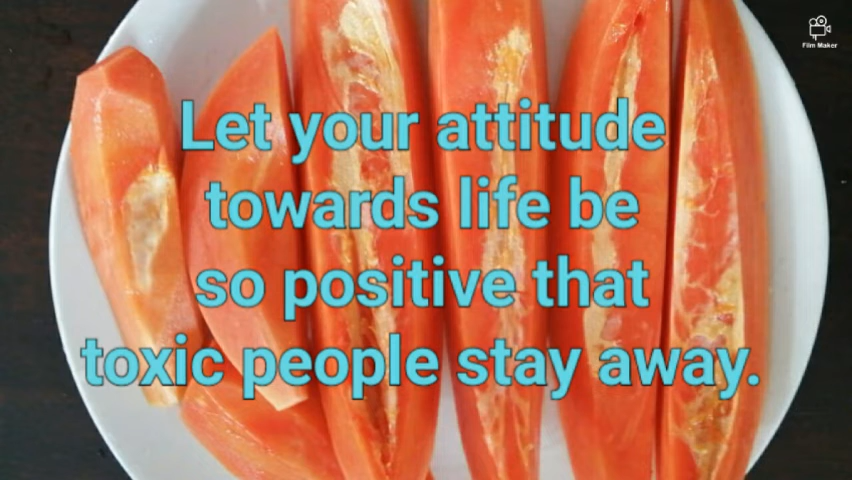 Film Maker
Let your attitude
towards life be
so positive that
toxic people stay away.